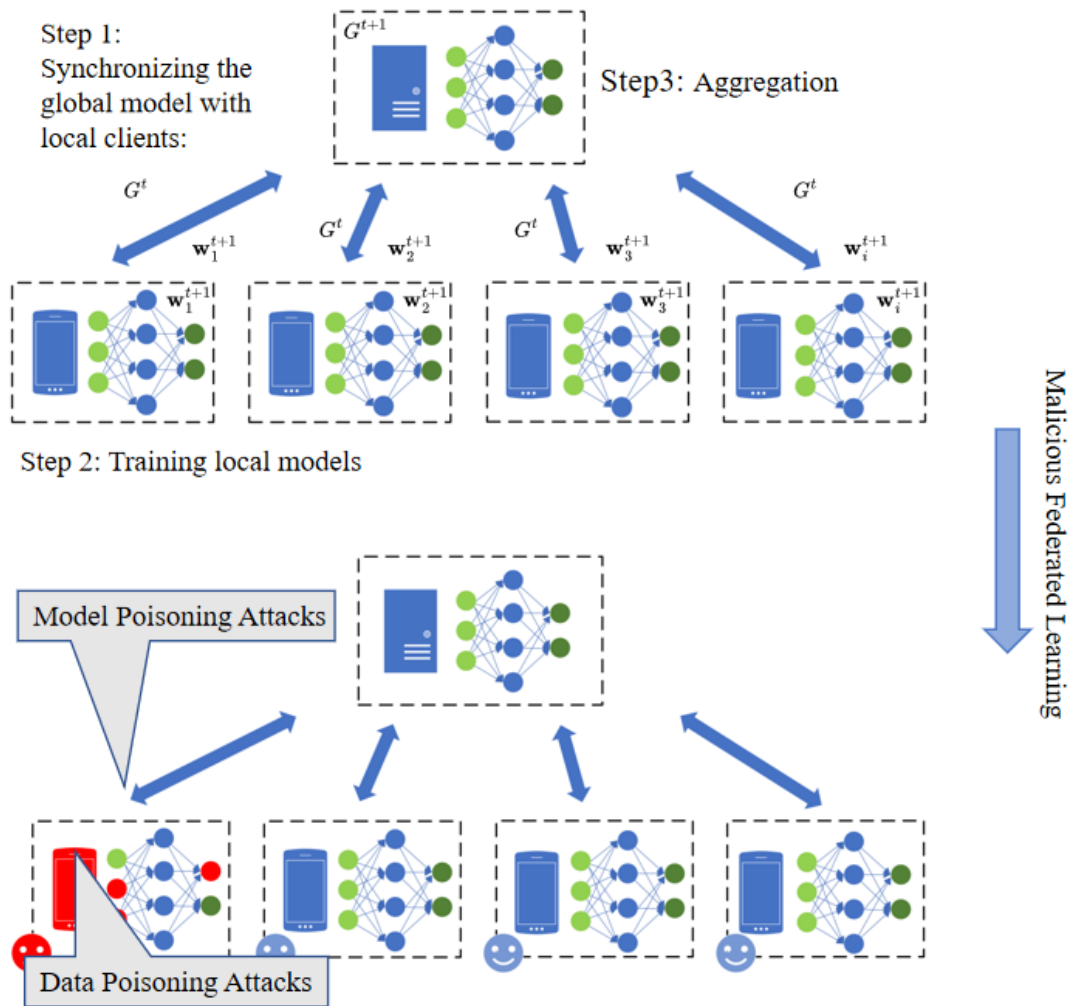 Step 1:
Synchronizing the
global model with
local clients:
G^{t+1}
Step3: Aggregation
G^t
G^t
G^t
G^t
w_1^{t+1}
w_2^{t+1}
w_3^{t+1}
w_i^{t+1}
w_1^{t+1}
w_2^{t+1}
w_3^{t+1}
w_i^{t+1}
Step 2: Training local models
Malicious Federated Learning
Model Poisoning Attacks
Data Poisoning Attacks